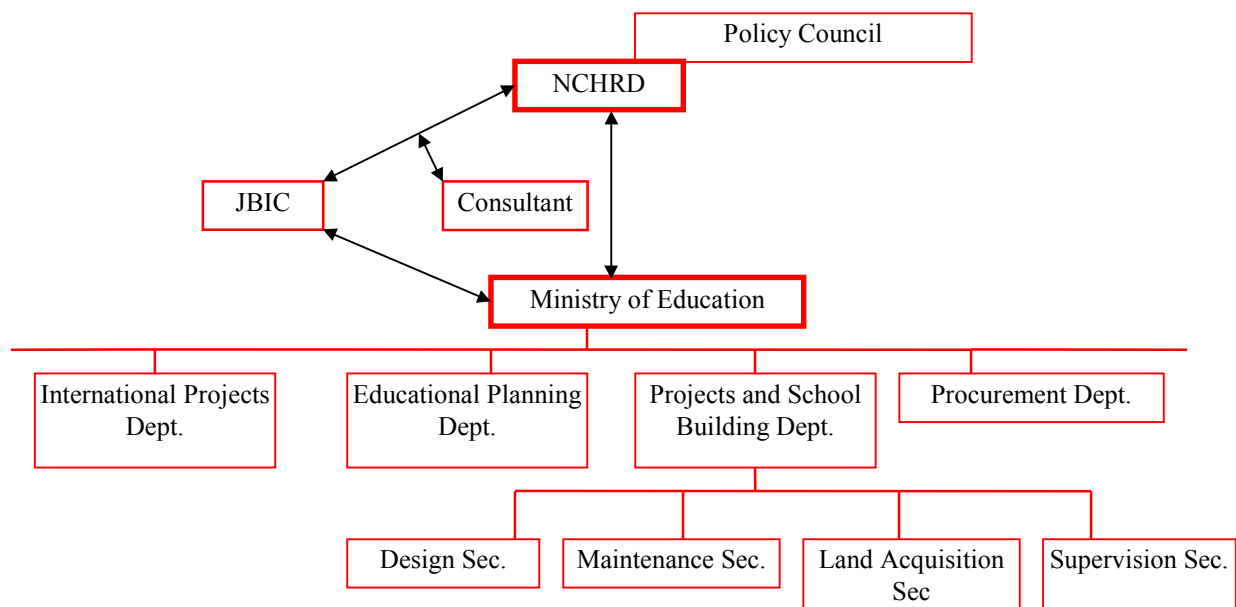 Policy Council
NCHRD
JBIC
Consultant
Ministry of Education
International Projects
Dept.
Educational Planning
Dept.
Projects and School
Building Dept.
Procurement Dept.
Design Sec.
Maintenance Sec.
Land Acquisition
Sec
Supervision Sec.